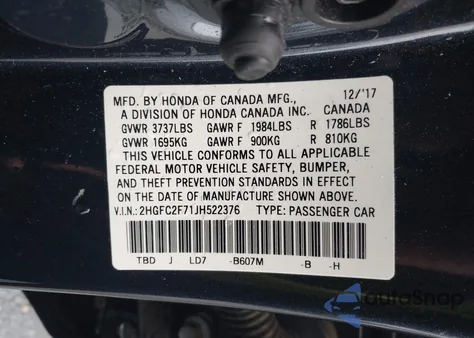 MFD. BY HONDA OF CANADA MFG., 12/'17
A DIVISION OF HONDA CANADA INC. CANADA
GVWR 3737LBS GAWR F 1984LBS R 1786LBS
GVWR 1695KG GAWR F 900KG R 810KG
THIS VEHICLE CONFORMS TO ALL APPLICABLE
FEDERAL MOTOR VEHICLE SAFETY, BUMPER,
AND THEFT PREVENTION STANDARDS IN EFFECT
ON THE DATE OF MANUFACTURE SHOWN ABOVE.
V.I.N.: 2HGFC2F71JH522376 TYPE: PASSENGER CAR
TBD J LD7 -B607M -B -H
autoSnap